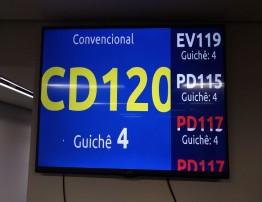 Convencional
CD120
Guichê 4
EV119
Guichê: 4
PD115
Guichê: 4
PD117
Guichê: 4
PD117